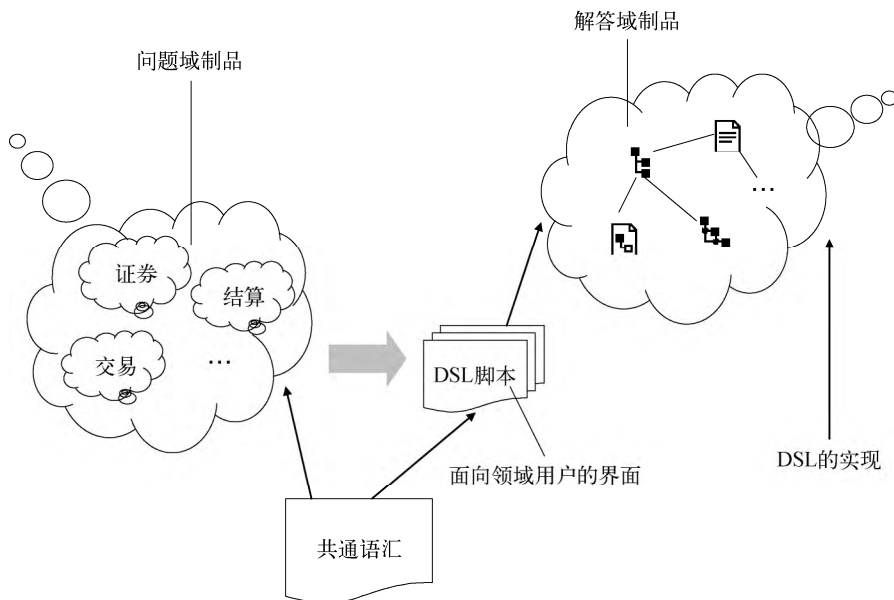 解答域制品
问题域制品
证券
结算
交易
...
...
DSL脚本
面向领域用户的界面
DSL的实现
共通语汇